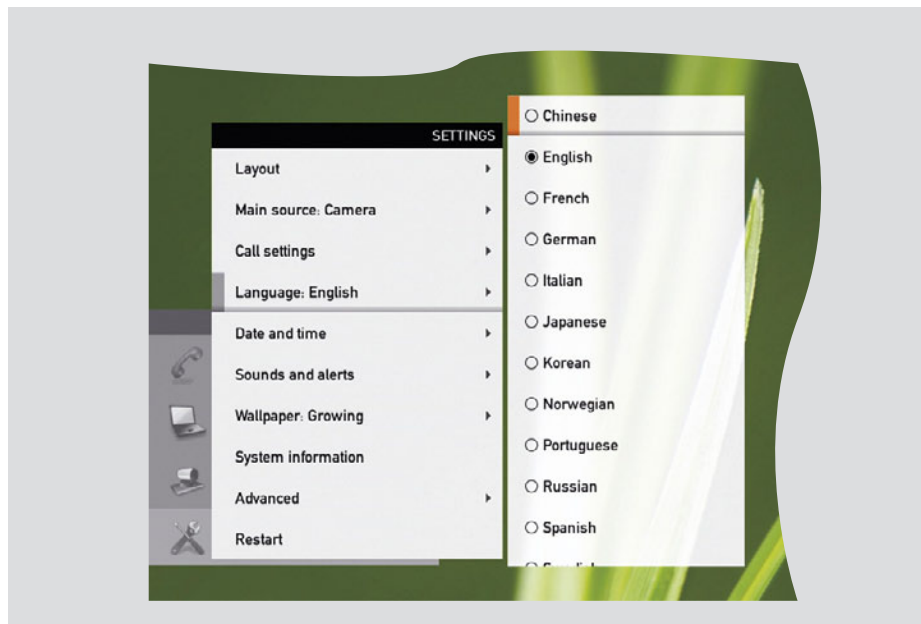 SETTINGS
Layout
Main source: Camera
Call settings
Language: English
Date and time
Sounds and alerts
Wallpaper: Growing
System information
Advanced
Restart
Chinese
English
French
German
Italian
Japanese
Korean
Norwegian
Portuguese
Russian
Spanish